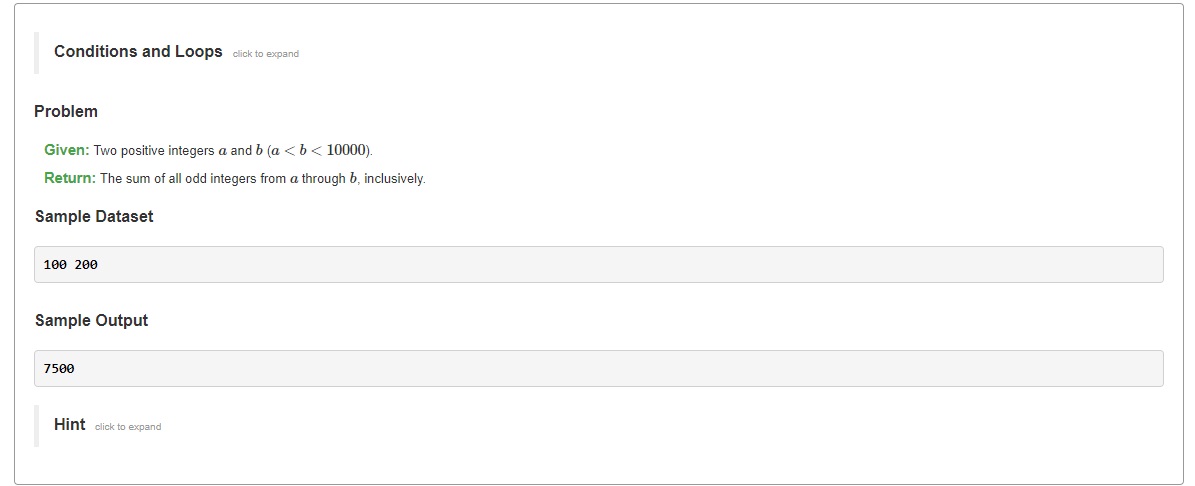 Conditions and Loops click to expand
Problem
Given: Two positive integers a and b (a < b < 10000).
Return: The sum of all odd integers from a through b, inclusively.
Sample Dataset
100 200
Sample Output
7500
Hint click to expand